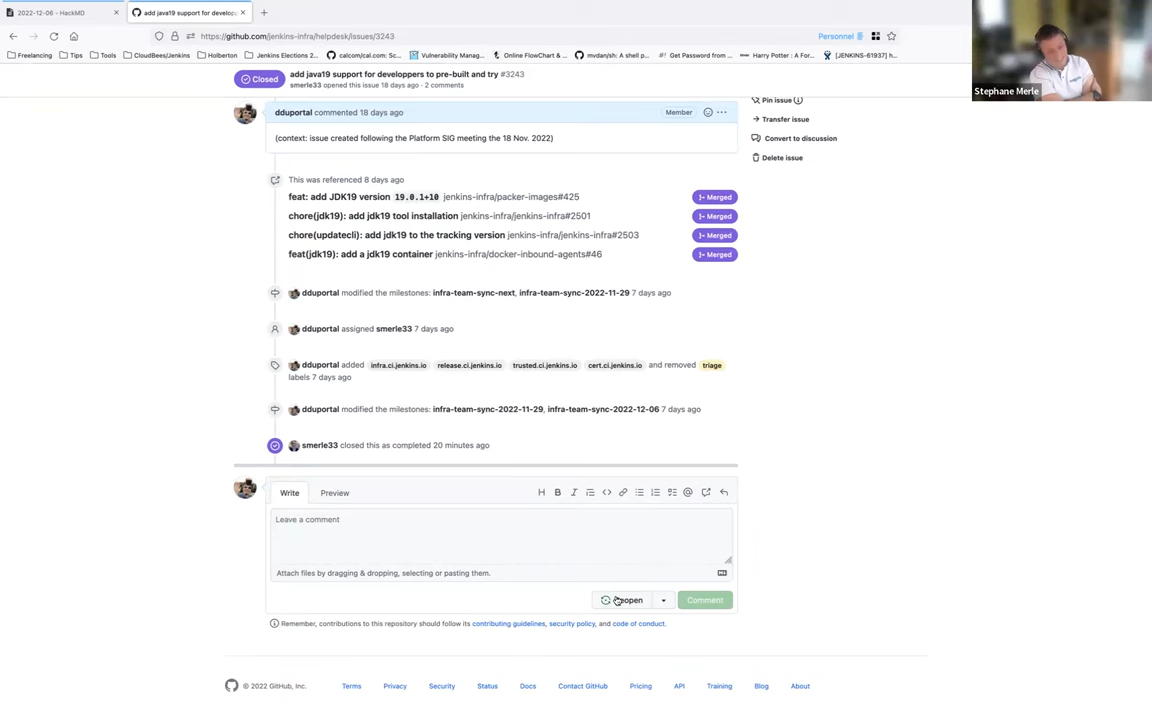 2022-12-06 - HackMD
add java19 support for develop
https://github.com/jenkins-infra/helpdesk/issues/3243
Personnel
Freelancing
Tips
Tools
CloudBees/Jenkins
Holberton
Jenkins Elections 2...
calcom/cal.com: Sc...
Vulnerability Manag...
Online FlowChart & ...
mvdan/sh: A shell p...
Get Password from ...
Harry Potter : A For...
[JENKINS-61937] h...
Stephane Merle
Closed
add java19 support for developpers to pre-built and try #3243
smerle33 opened this issue 18 days ago · 2 comments
dduportal commented 18 days ago
Member
(context: issue created following the Platform SIG meeting the 18 Nov. 2022)
Pin issue
Transfer issue
Convert to discussion
Delete issue
This was referenced 8 days ago
feat: add JDK19 version 19.0.1+10 jenkins-infra/packer-images#425
Merged
chore(jdk19): add jdk19 tool installation jenkins-infra/jenkins-infra#2501
Merged
chore(updatecli): add jdk19 to the tracking version jenkins-infra/jenkins-infra#2503
Merged
feat(jdk19): add a jdk19 container jenkins-infra/docker-inbound-agents#46
Merged
dduportal modified the milestones: infra-team-sync-next, infra-team-sync-2022-11-29 7 days ago
dduportal assigned smerle33 7 days ago
dduportal added infra.ci.jenkins.io release.ci.jenkins.io trusted.ci.jenkins.io cert.ci.jenkins.io and removed triage
labels 7 days ago
dduportal modified the milestones: infra-team-sync-2022-11-29, infra-team-sync-2022-12-06 7 days ago
smerle33 closed this as completed 20 minutes ago
Write
Preview
Leave a comment
Attach files by dragging & dropping, selecting or pasting them.
Reopen
Comment
Remember, contributions to this repository should follow its contributing guidelines, security policy, and code of conduct.
© 2022 GitHub, Inc.
Terms
Privacy
Security
Status
Docs
Contact GitHub
Pricing
API
Training
Blog
About